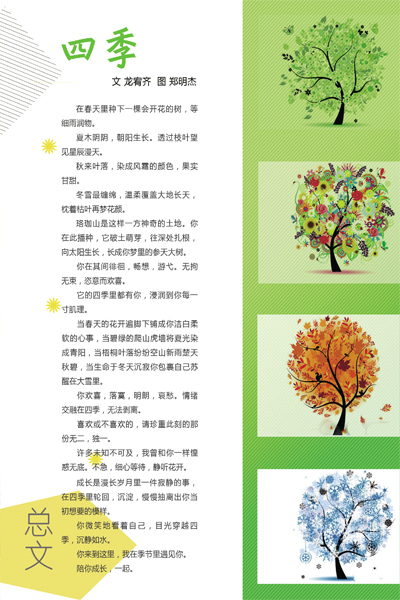 四季
文 龙宥齐 图 郑明杰
在春天里种下一棵会开花的树，等
细雨润物。
夏木阴阴，朝阳生长。透过枝叶望
见星辰漫天。
秋来叶落，染成风霜的颜色，果实
甘甜。
冬雪最缠绵，温柔覆盖大地长天，
枕着枯叶再梦花颜。
珞珈山是这样一方神奇的土地。你
在此播种，它破土萌芽，往深处扎根，
向太阳生长，长成你梦里的参天大树。
你在其间徘徊，畅想，游弋。无拘
无束，恣意而欢喜。
它的四季里都有你，浸润到你每一
寸肌理。
当春天的花开遍脚下铺成你洁白柔
软的心事，当碧绿的爬山虎墙将夏光染
成青阳，当梧桐叶落纷纷空山新雨楚天
秋碧，当生命于冬天沉寂你包裹自己苏
醒在大雪里。
你欢喜，落寞，明朗，哀愁。情绪
交融在四季，无法剥离。
喜欢或不喜欢的，请珍重此刻的那
份无二，独一。
许多未知不可及，我曾和你一样惶
惑无底。不急，细心等待，静听花开。
成长是漫长岁月里一件寂静的事，
在四季里轮回，沉淀，慢慢抽离出你当
初想要的模样。
你微笑地看着自己，目光穿越四
季，沉静如水。
你来到这里，我在季节里遇见你。
陪你成长，一起。
总文